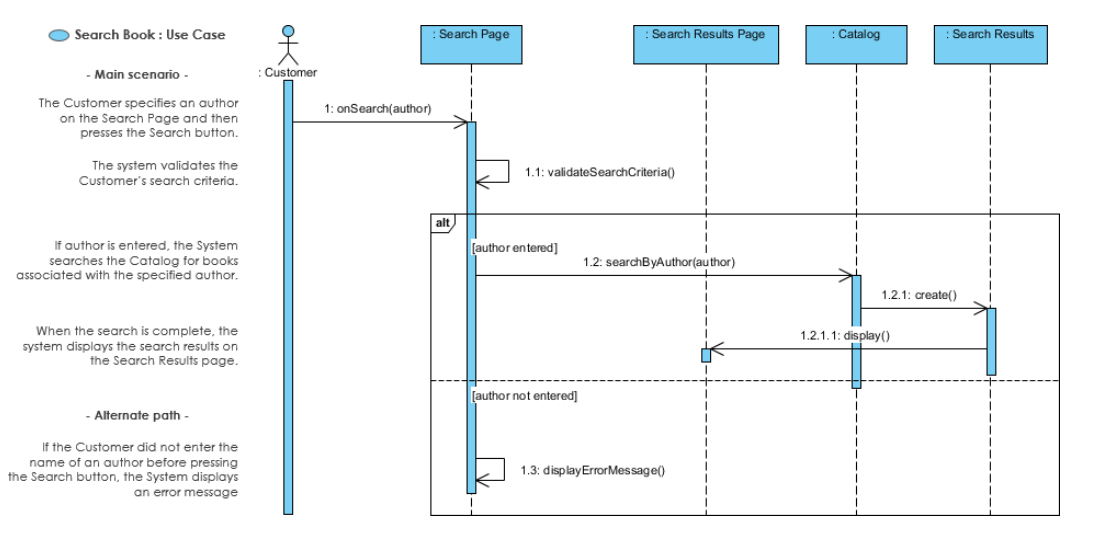 Search Book : Use Case
- Main scenario -
The Customer specifies an author
on the Search Page and then
presses the Search button.
The system validates the
Customer's search criteria.
If author is entered, the System
searches the Catalog for books
associated with the specified author.
When the search is complete, the
system displays the search results on
the Search Results page.
- Alternate path -
If the Customer did not enter the
name of an author before pressing
the Search button, the System displays
an error message
: Customer
: Search Page
: Search Results Page
: Catalog
: Search Results
1: onSearch(author)
1.1: validateSearchCriteria()
alt
[author entered]
1.2: searchByAuthor(author)
1.2.1: create()
1.2.1.1: display()
[author not entered]
1.3: displayErrorMessage()